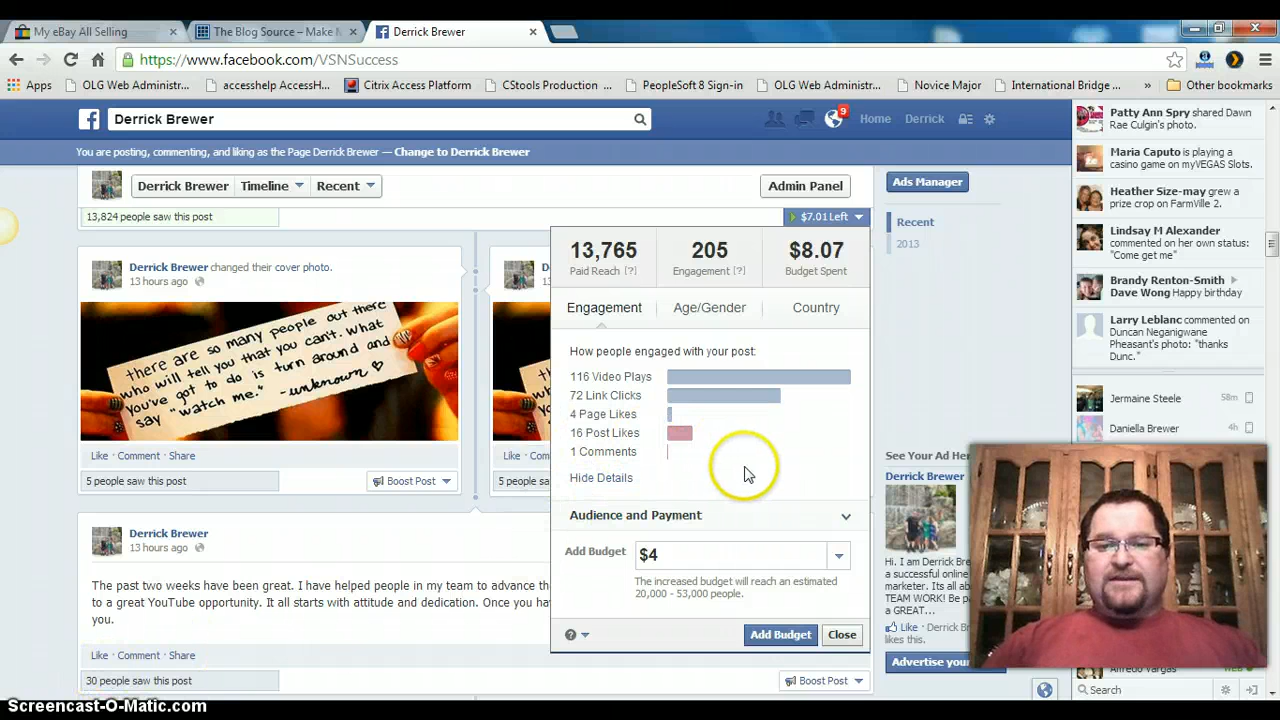 My eBay All Selling
The Blog Source – Make M
Derrick Brewer
https://www.facebook.com/VSNSuccess
Apps
OLG Web Administr...
accesshelp AccessH...
Citrix Access Platform
CStools Production ...
PeopleSoft 8 Sign-in
OLG Web Administr...
Novice Major
International Bridge ...
»
Other bookmarks
Derrick Brewer
9
Home
Derrick
You are posting, commenting, and liking as the Page Derrick Brewer — Change to Derrick Brewer
Derrick Brewer
Timeline
Recent
Admin Panel
13,824 people saw this post
$7.01 Left
Derrick Brewer changed their cover photo.
13 hours ago
there are so many people out there
who will tell you that you can't. What
you've got to do is turn around and
say "watch me." -unknown ♡
Like · Comment · Share
5 people saw this
Boost Post
D
13
Like · Com
5 people saw
13,765
Paid Reach [?]
205
Engagement [?]
$8.07
Budget Spent
Engagement
Age/Gender
Country
How people engaged with your post:
116 Video Plays
72 Link Clicks
4 Page Likes
16 Post Likes
1 Comments
Hide Details
Audience and Payment
Add Budget
$4
The increased budget will reach an estimated
20,000 - 53,000 people.
Add Budget
Close
Derrick Brewer
13 hours ago
The past two weeks have been great. I have helped people in my team to advance th
to a great YouTube opportunity. It all starts with attitude and dedication. Once you hav
you.
Like · Comment · Share
30 people saw this post
Boost Post
Ads Manager
Recent
2013
See Your Ad Her
Derrick Brewer
Hi. I am Derrick
a successful online
TEAM WORK! Be pa
a GREAT...
Like · Derrick
likes this.
Advertise your
Patty Ann Spry shared Dawn
Rae Culgin's photo.
Maria Caputo is playing a
casino game on myVEGAS Slots.
Heather Size-may grew a
prize crop on FarmVille 2.
Lindsay M Alexander
commented on her own status:
"Come get me"
Brandy Renton-Smith
Dave Wong Happy birthday
Larry Leblanc commented on
Duncan Neganigwane
Pheasant's photo: "thanks
Dunc."
Jermaine Steele
58m
Daniella Brewer
4h
Alfredo Vargas
WEB
Search
Screencast-O-Matic.com